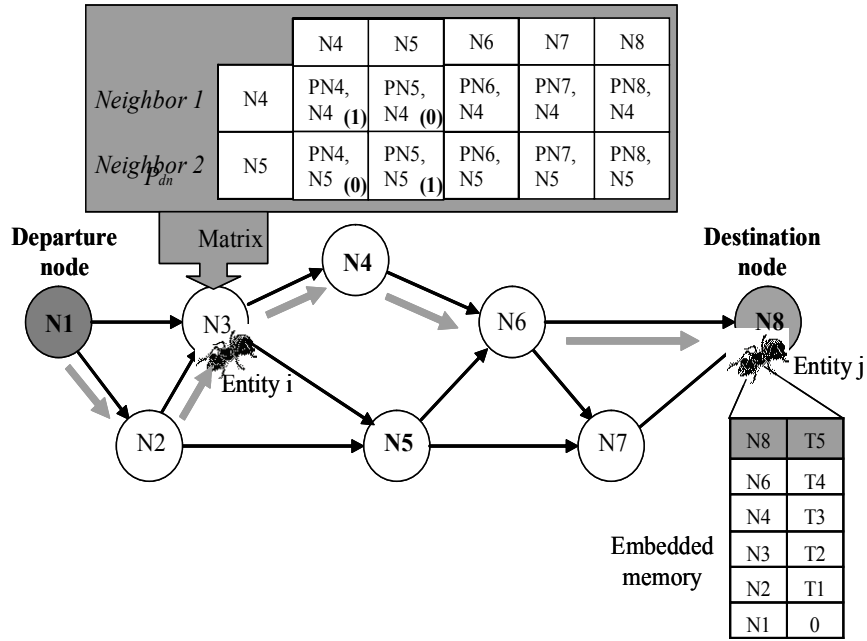 N4 N5 N6 N7 N8
Neighbor 1 N4 PN4, N4 (1) PN5, N4 (0) PN6, N4 PN7, N4 PN8, N4
Neighbor 2 N5 PN4, N5 (0) PN5, N5 (1) PN6, N5 PN7, N5 PN8, N5
Pdn
Matrix
Departure
node
Destination
node
N1
N2
N3
N4
N5
N6
N7
N8
Entity i
Entity j
Embedded
memory
N8 T5
N6 T4
N4 T3
N3 T2
N2 T1
N1 0